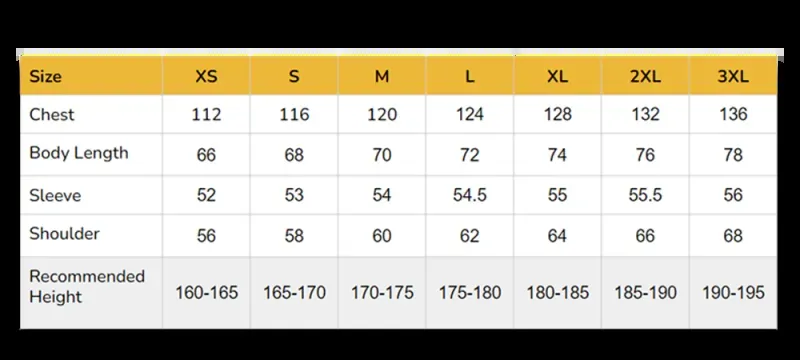 Size XS S M L XL 2XL 3XL
Chest 112 116 120 124 128 132 136
Body Length 66 68 70 72 74 76 78
Sleeve 52 53 54 54.5 55 55.5 56
Shoulder 56 58 60 62 64 66 68
Recommended
Height 160-165 165-170 170-175 175-180 180-185 185-190 190-195